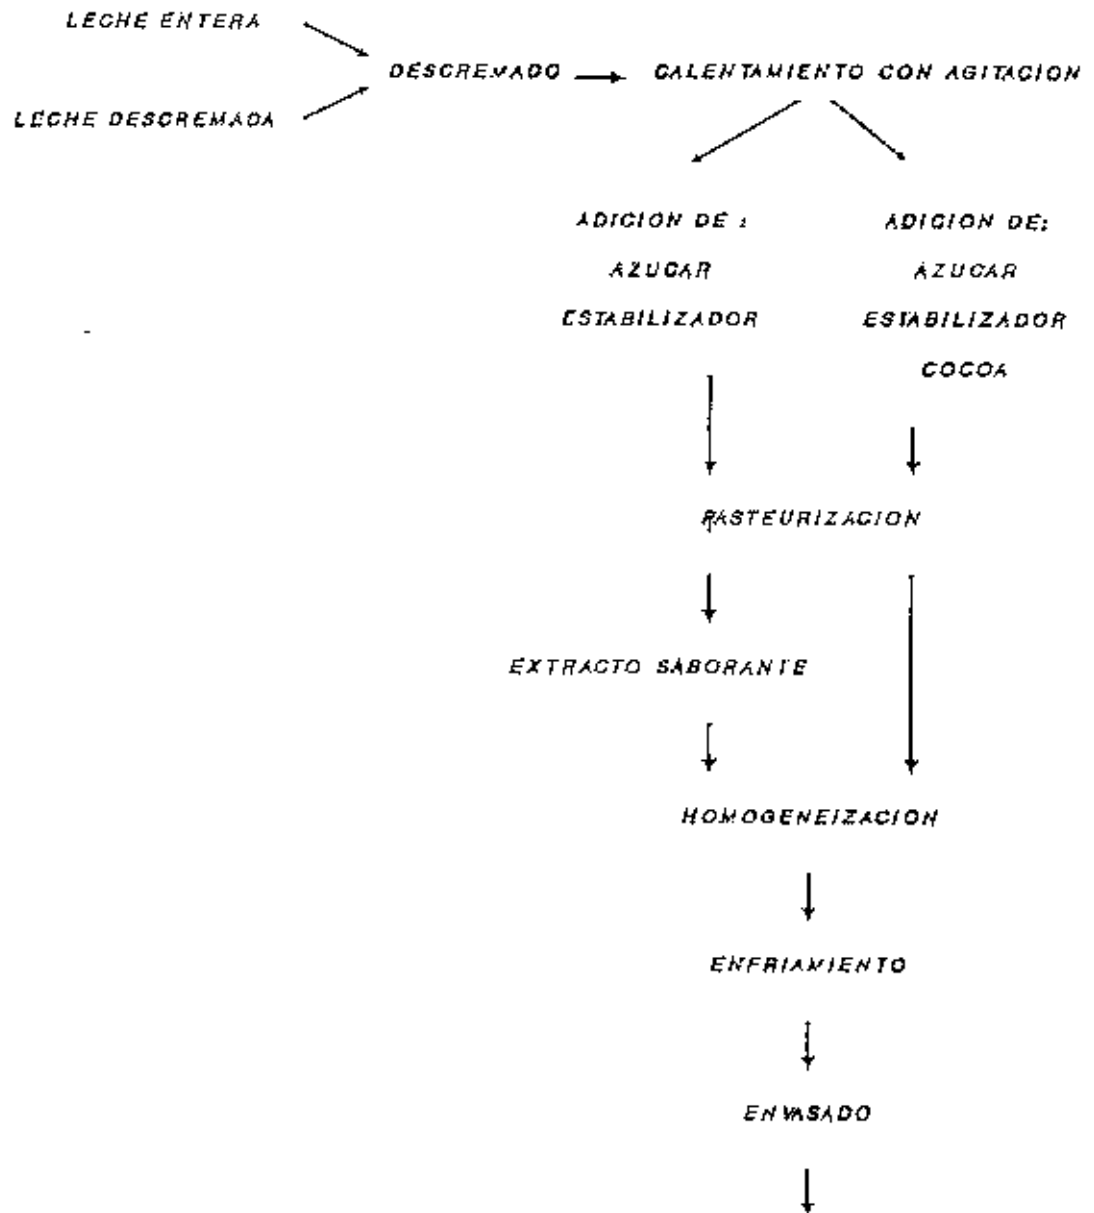 LECHE ENTERA
DESCREMADO
CALENTAMIENTO CON AGITACION
LECHE DESCREMADA
ADICION DE :
AZUCAR
ESTABILIZADOR
ADICION DE:
AZUCAR
ESTABILIZADOR
COCOA
PASTEURIZACION
EXTRACTO SABORANTE
HOMOGENEIZACION
ENFRIAMIENTO
ENVASADO